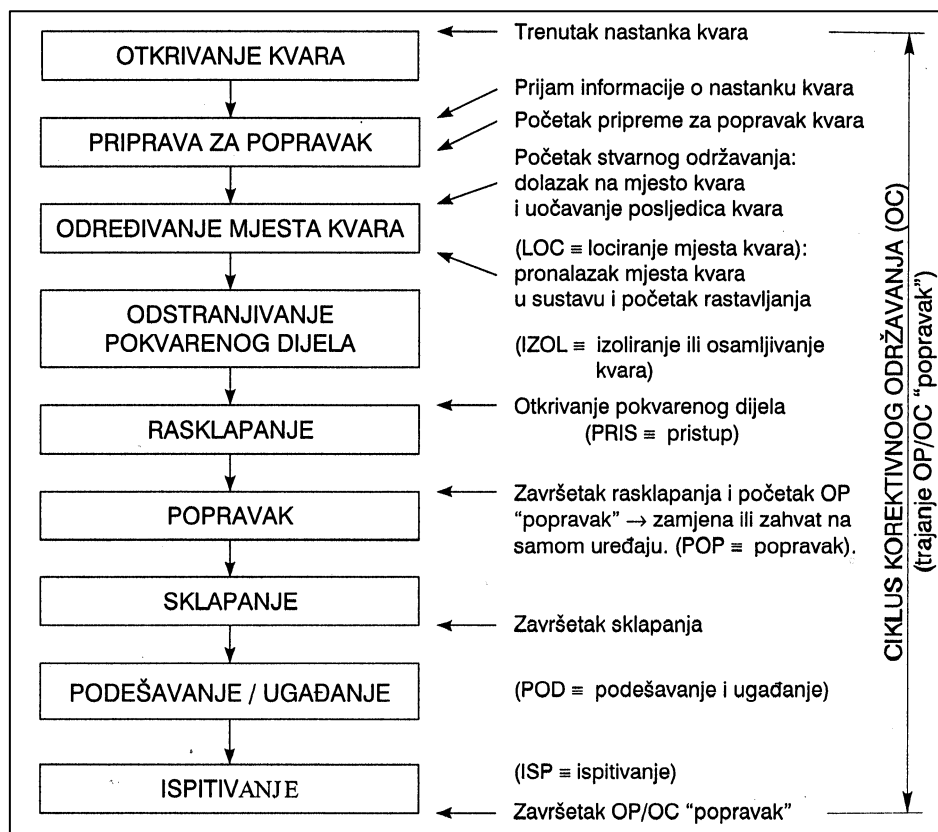 OTKRIVANJE KVARA
Trenutak nastanka kvara
Prijam informacije o nastanku kvara
PRIPRAVA ZA POPRAVAK
Početak pripreme za popravak kvara
Početak stvarnog održavanja:
dolazak na mjesto kvara
i uočavanje posljedica kvara
ODREĐIVANJE MJESTA KVARA
(LOC ≡ lociranje mjesta kvara):
pronalazak mjesta kvara
u sustavu i početak rastavljanja
ODSTRANJIVANJE
POKVARENOG DIJELA
(IZOL ≡ izoliranje ili osamljivanje
kvara)
Otkrivanje pokvarenog dijela
(PRIS ≡ pristup)
RASKLAPANJE
Završetak rasklapanja i početak OP
“popravak” → zamjena ili zahvat na
samom uređaju. (POP ≡ popravak).
POPRAVAK
SKLAPANJE
Završetak sklapanja
PODEŠAVANJE / UGAĐANJE
(POD ≡ podešavanje i ugađanje)
ISPITIVANJE
(ISP ≡ ispitivanje)
Završetak OP/OC “popravak”
CIKLUS KOREKTIVNOG ODRŽAVANJA (OC)
(trajanje OP/OC “popravak”)